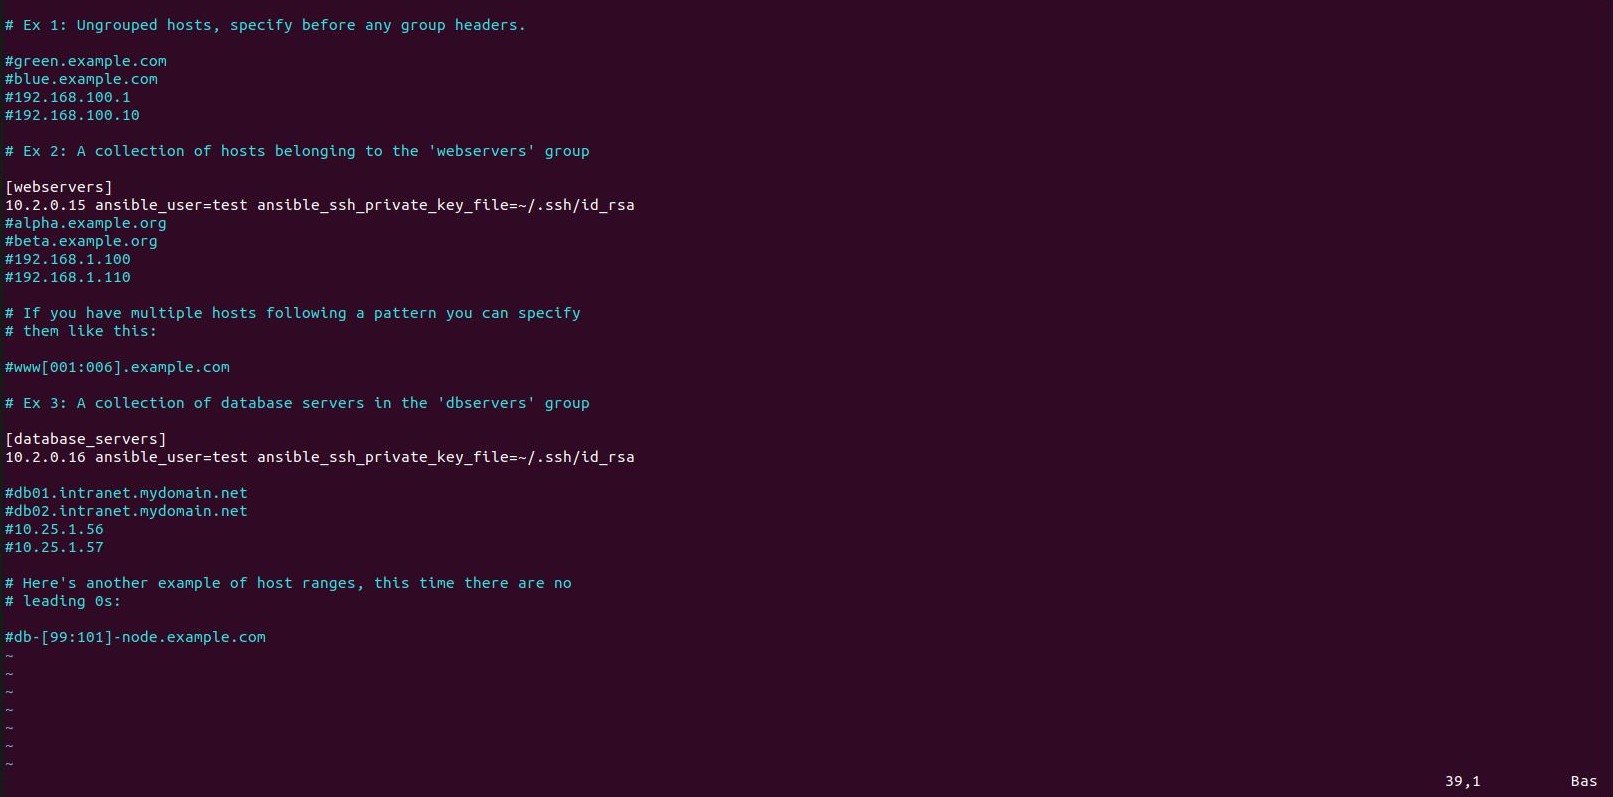 # Ex 1: Ungrouped hosts, specify before any group headers.
#green.example.com
#blue.example.com
#192.168.100.1
#192.168.100.10
# Ex 2: A collection of hosts belonging to the 'webservers' group
[webservers]
10.2.0.15 ansible_user=test ansible_ssh_private_key_file=~/.ssh/id_rsa
#alpha.example.org
#beta.example.org
#192.168.1.100
#192.168.1.110
# If you have multiple hosts following a pattern you can specify
# them like this:
#www[001:006].example.com
# Ex 3: A collection of database servers in the 'dbservers' group
[database_servers]
10.2.0.16 ansible_user=test ansible_ssh_private_key_file=~/.ssh/id_rsa
#db01.intranet.mydomain.net
#db02.intranet.mydomain.net
#10.25.1.56
#10.25.1.57
# Here's another example of host ranges, this time there are no
# leading 0s:
#db-[99:101]-node.example.com
~
~
~
~
~
~
~
39,1 Bas